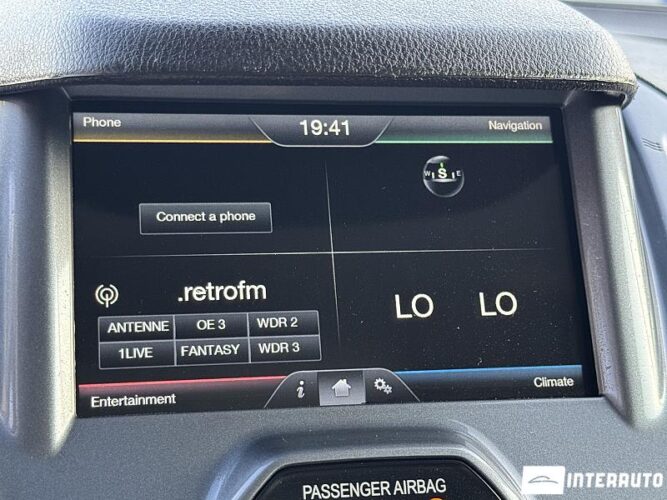 Phone
19:41
Navigation
W S E
Connect a phone
.retrofm
LO LO
ANTENNE OE 3 WDR 2
1LIVE FANTASY WDR 3
Entertainment
i
Climate
PASSENGER AIRBAG
INTERAUTO